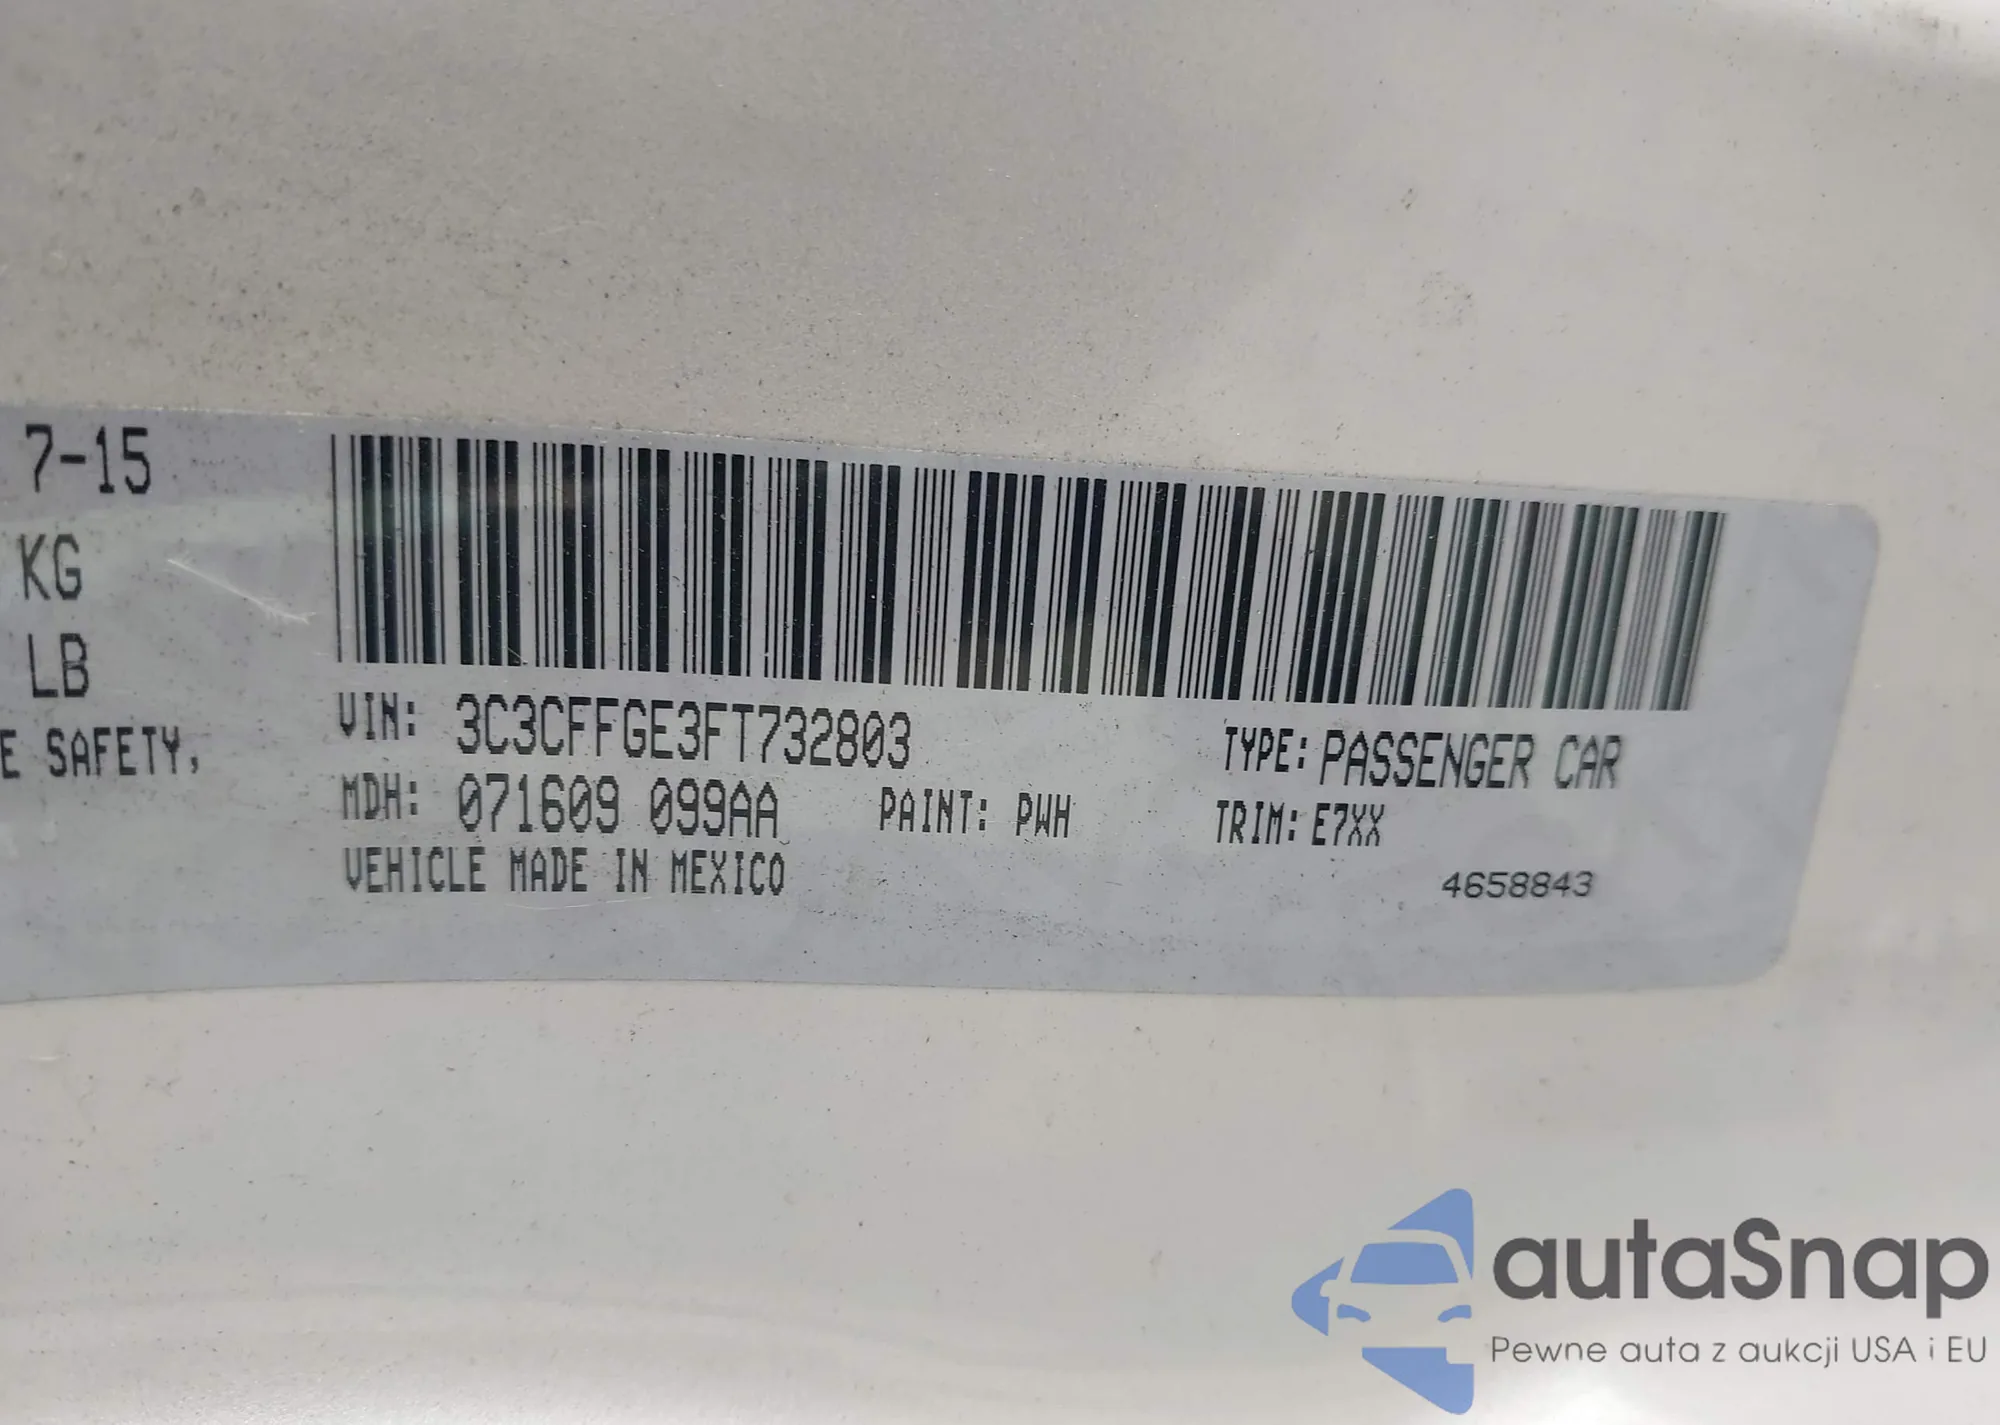 7-15
KG
LB
E SAFETY,
VIN: 3C3CFFGE3FT732803
TYPE: PASSENGER CAR
MDH: 071609 099AA PAINT: PWH TRIM: E7XX
VEHICLE MADE IN MEXICO
4658843
autaSnap
Pewne auta z aukcji USA i EU